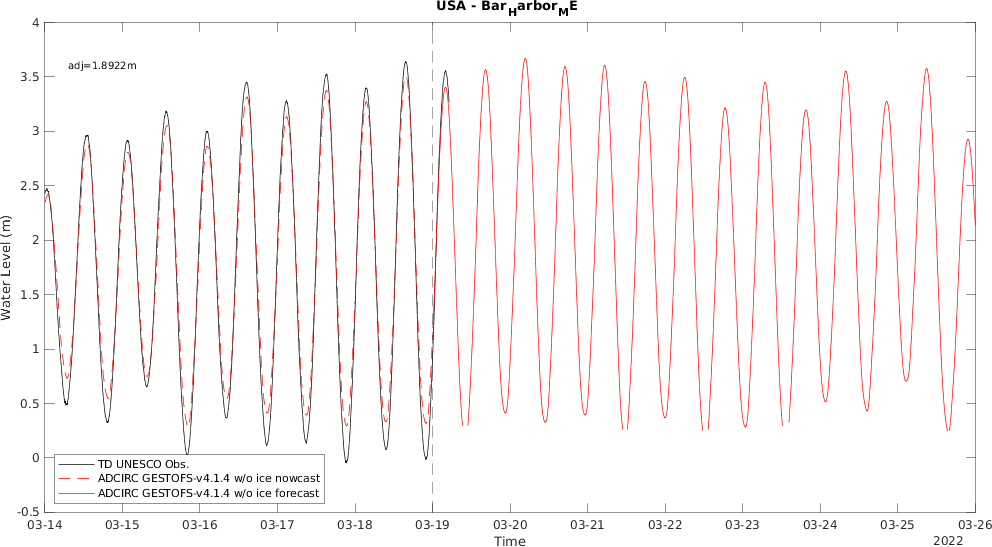 USA - Bar_Harbor_ME
adj=1.8922m
4
3.5
3
2.5
2
1.5
1
0.5
0
-0.5
Water Level (m)
TD UNESCO Obs.
ADCIRC GESTOFS-v4.1.4 w/o ice nowcast
ADCIRC GESTOFS-v4.1.4 w/o ice forecast
03-14 03-15 03-16 03-17 03-18 03-19 03-20 03-21 03-22 03-23 03-24 03-25 03-26
Time
2022